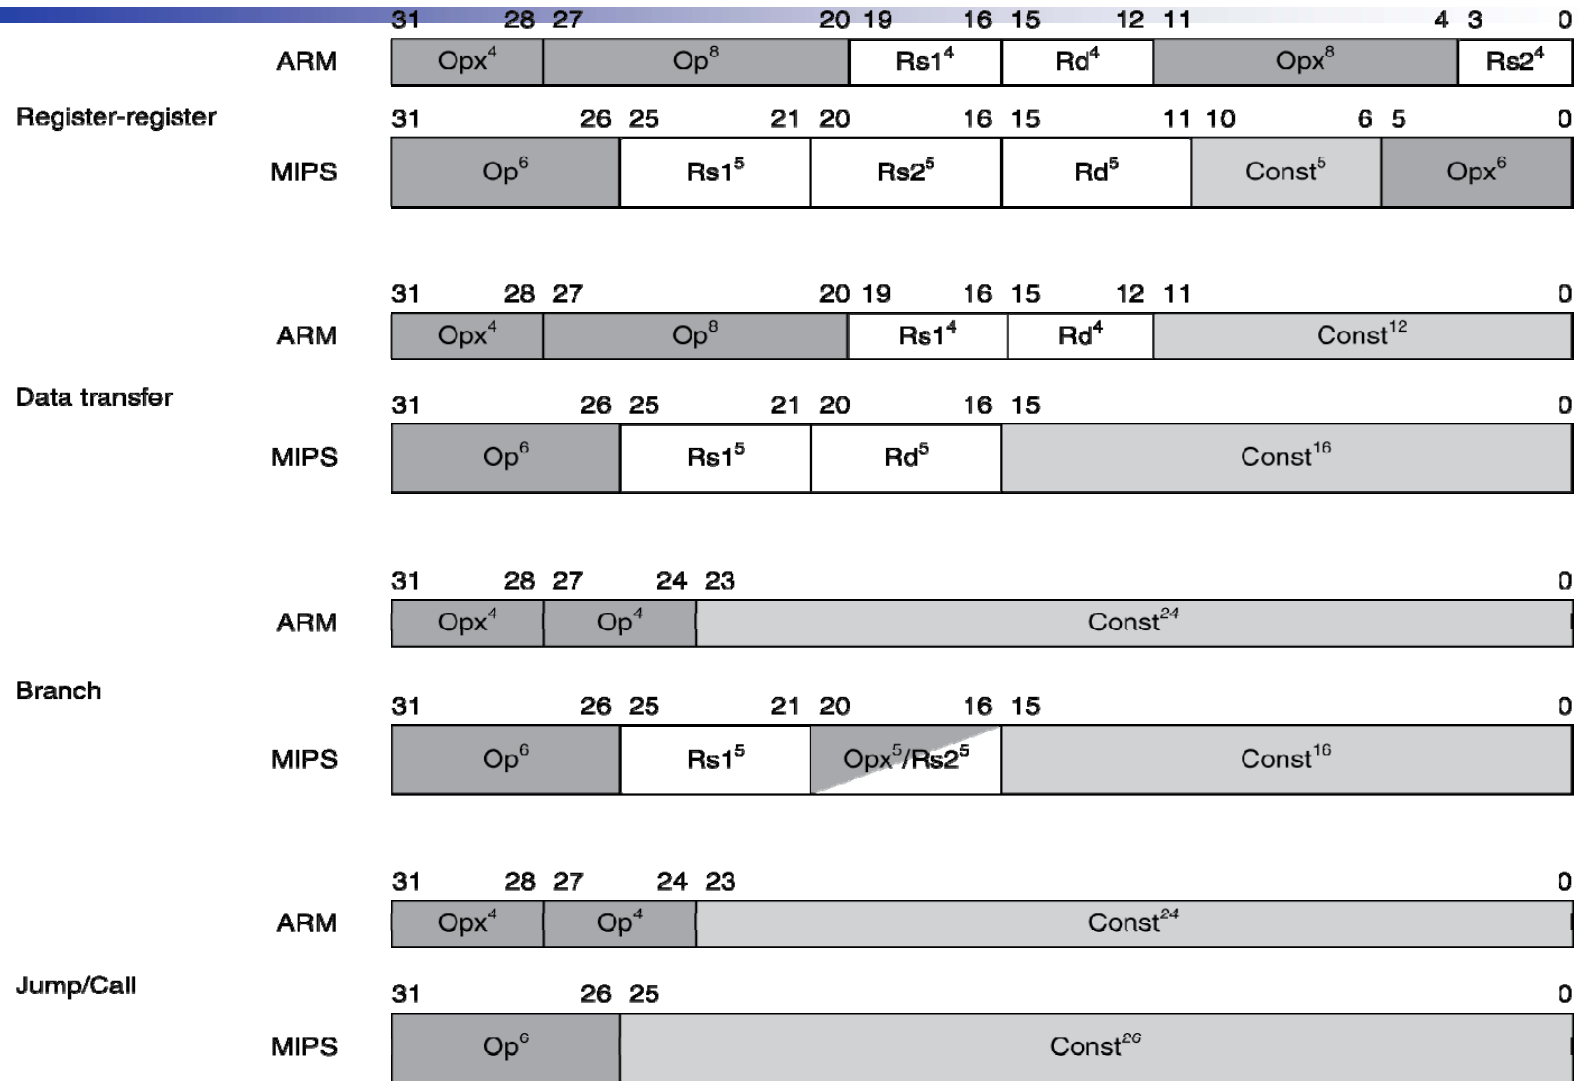 31 28 27 20 19 16 15 12 11 4 3 0
ARM Opx⁴ Op⁸ Rs1⁴ Rd⁴ Opx⁸ Rs2⁴
Register-register
31 26 25 21 20 16 15 11 10 6 5 0
MIPS Op⁶ Rs1⁵ Rs2⁵ Rd⁵ Const⁵ Opx⁶
31 28 27 20 19 16 15 12 11 0
ARM Opx⁴ Op⁸ Rs1⁴ Rd⁴ Const¹²
Data transfer
31 26 25 21 20 16 15 0
MIPS Op⁶ Rs1⁵ Rd⁵ Const¹⁶
31 28 27 24 23 0
ARM Opx⁴ Op⁴ Const²⁴
Branch
31 26 25 21 20 16 15 0
MIPS Op⁶ Rs1⁵ Opx⁵/Rs2⁵ Const¹⁶
31 28 27 24 23 0
ARM Opx⁴ Op⁴ Const²⁴
Jump/Call
31 26 25 0
MIPS Op⁶ Const²⁶